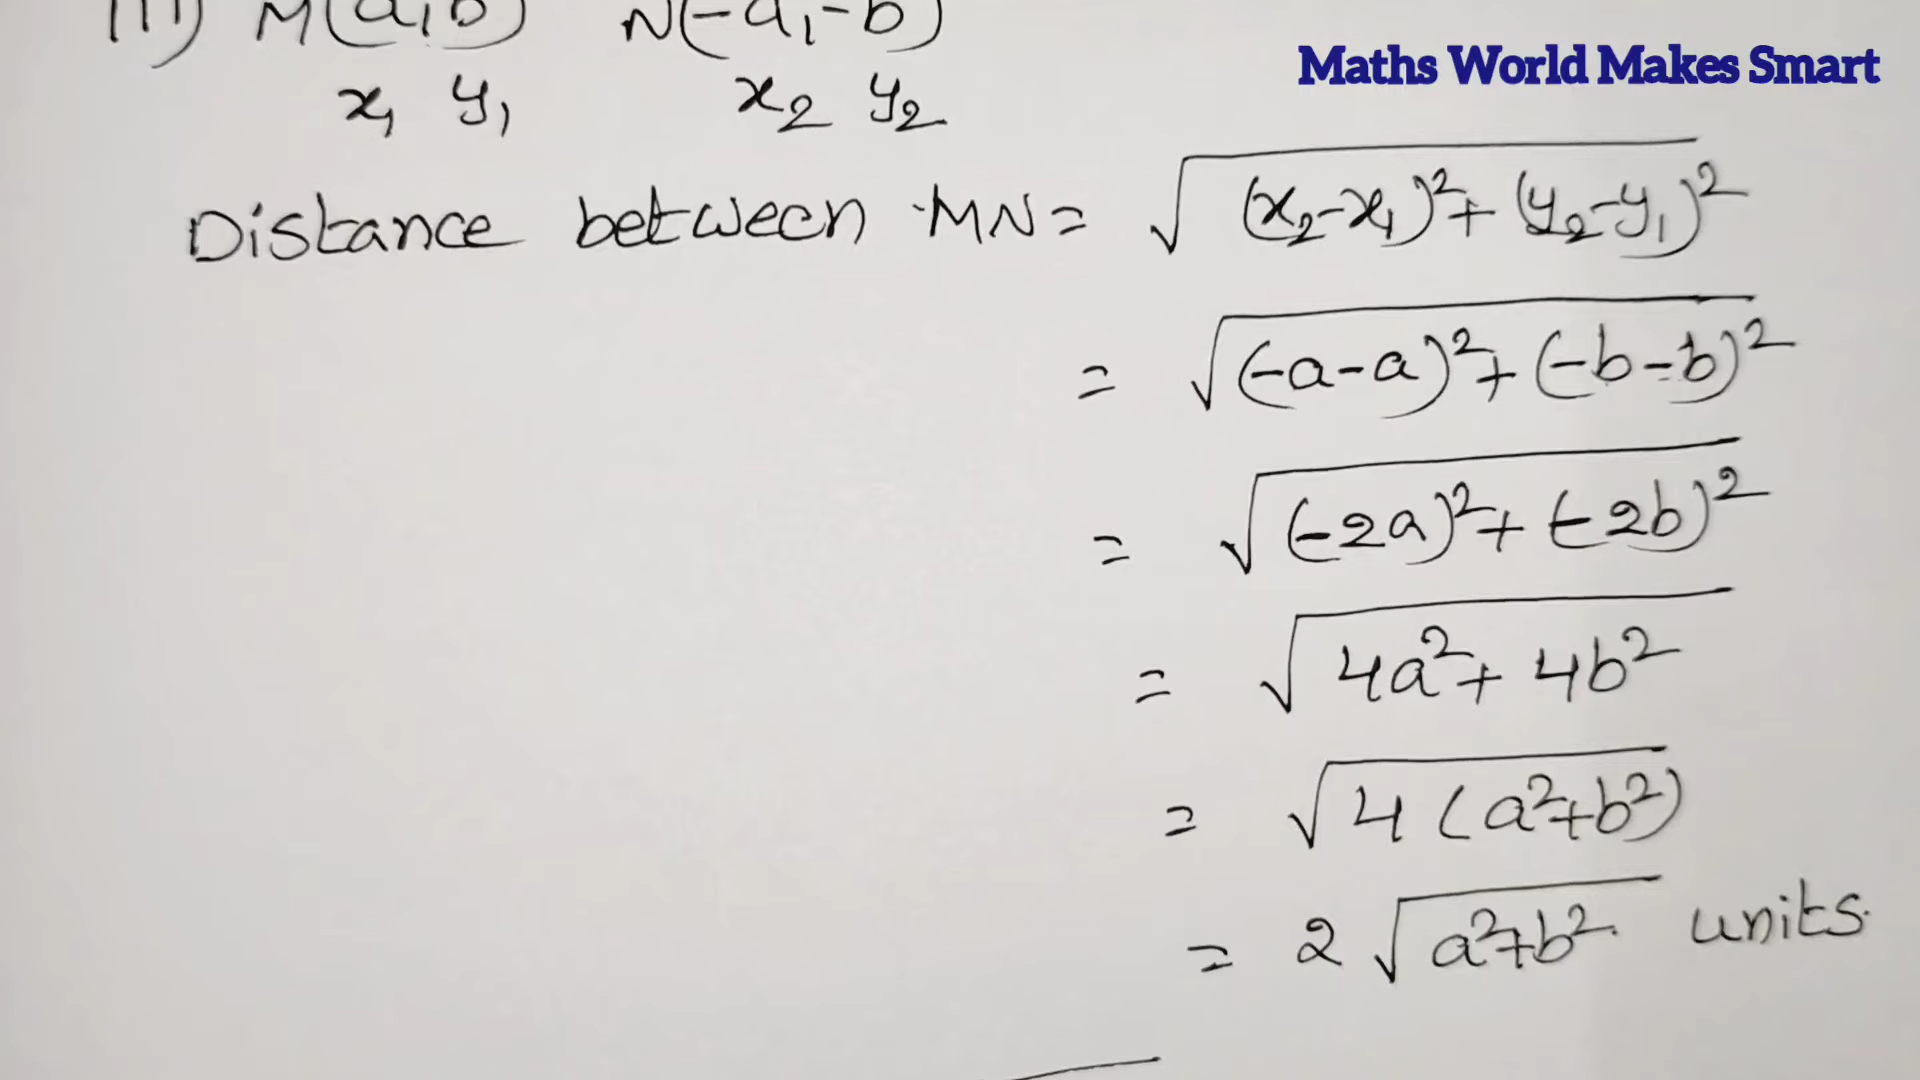 iii) M(a,b) N(-a,-b)
Maths World Makes Smart
x₁ y₁ x₂ y₂
Distance between MN = √(x₂-x₁)²+(y₂-y₁)²
= √(-a-a)²+(-b-b)²
= √(-2a)²+(-2b)²
= √4a²+4b²
= √4(a²+b²)
= 2√a²+b² units.